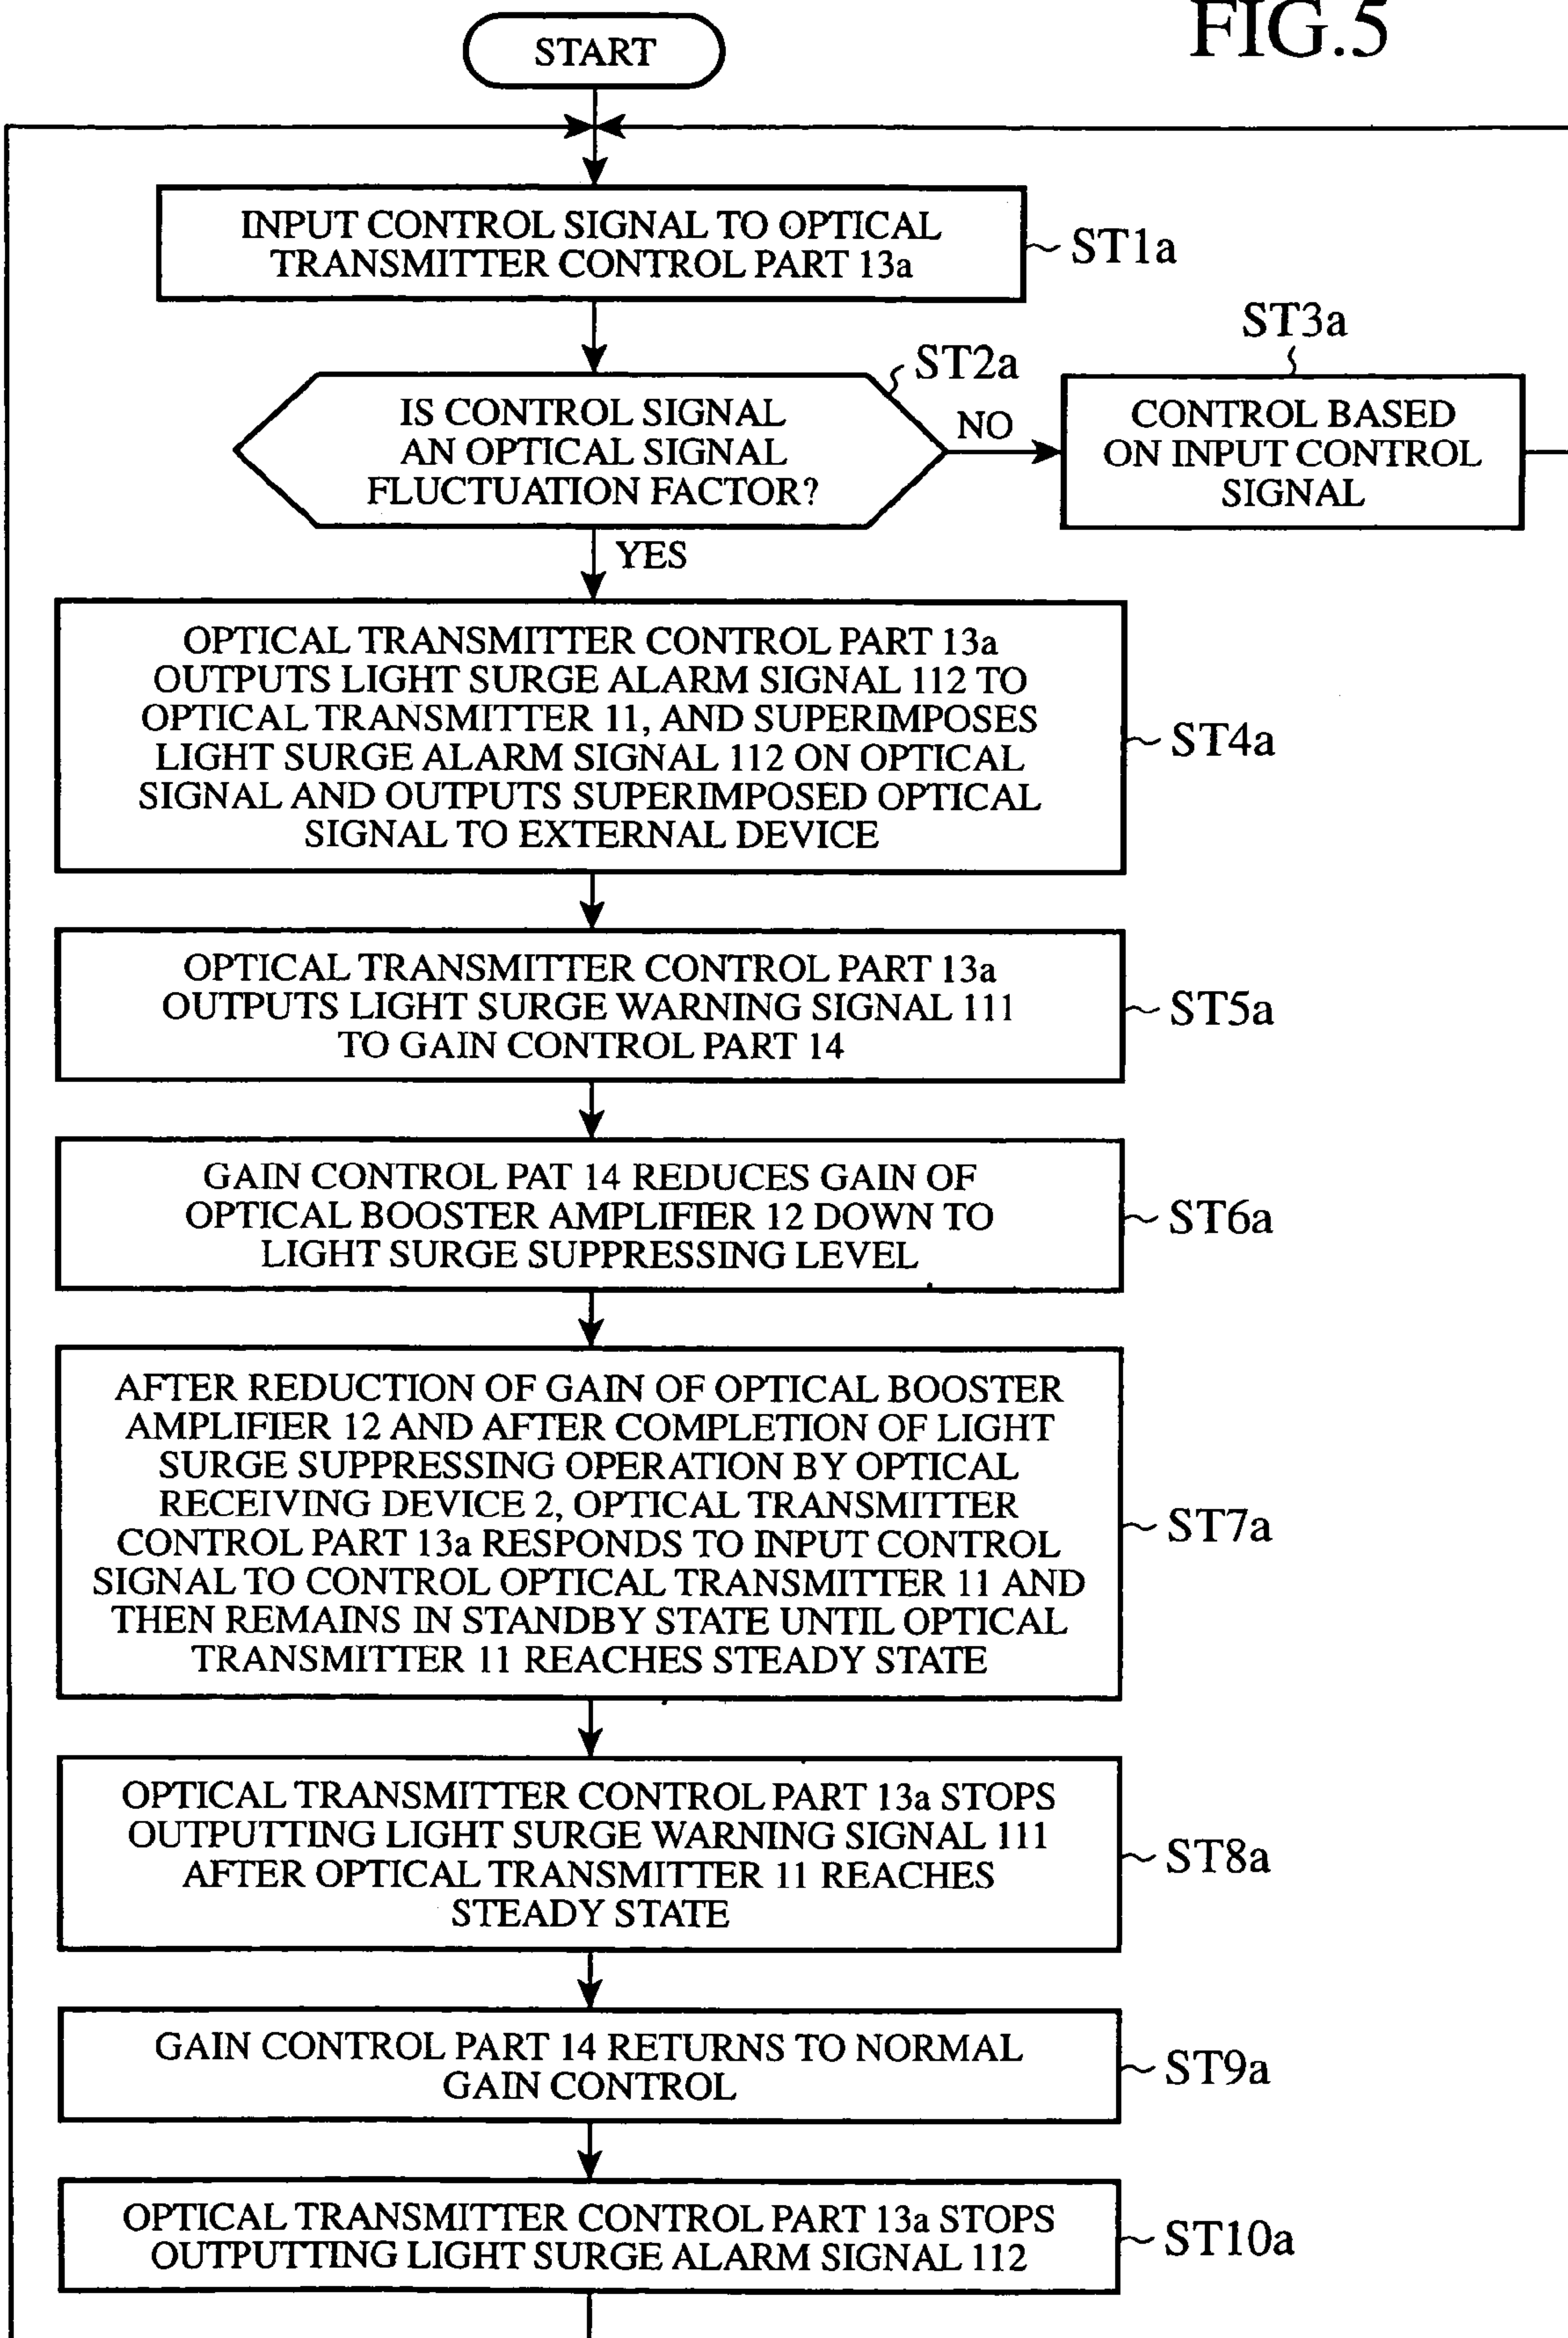 FIG.5
START
INPUT CONTROL SIGNAL TO OPTICAL
TRANSMITTER CONTROL PART 13a
ST1a
IS CONTROL SIGNAL
AN OPTICAL SIGNAL
FLUCTUATION FACTOR?
ST2a
NO
ST3a
CONTROL BASED
ON INPUT CONTROL
SIGNAL
YES
OPTICAL TRANSMITTER CONTROL PART 13a
OUTPUTS LIGHT SURGE ALARM SIGNAL 112 TO
OPTICAL TRANSMITTER 11, AND SUPERIMPOSES
LIGHT SURGE ALARM SIGNAL 112 ON OPTICAL
SIGNAL AND OUTPUTS SUPERIMPOSED OPTICAL
SIGNAL TO EXTERNAL DEVICE
ST4a
OPTICAL TRANSMITTER CONTROL PART 13a
OUTPUTS LIGHT SURGE WARNING SIGNAL 111
TO GAIN CONTROL PART 14
ST5a
GAIN CONTROL PAT 14 REDUCES GAIN OF
OPTICAL BOOSTER AMPLIFIER 12 DOWN TO
LIGHT SURGE SUPPRESSING LEVEL
ST6a
AFTER REDUCTION OF GAIN OF OPTICAL BOOSTER
AMPLIFIER 12 AND AFTER COMPLETION OF LIGHT
SURGE SUPPRESSING OPERATION BY OPTICAL
RECEIVING DEVICE 2, OPTICAL TRANSMITTER
CONTROL PART 13a RESPONDS TO INPUT CONTROL
SIGNAL TO CONTROL OPTICAL TRANSMITTER 11 AND
THEN REMAINS IN STANDBY STATE UNTIL OPTICAL
TRANSMITTER 11 REACHES STEADY STATE
ST7a
OPTICAL TRANSMITTER CONTROL PART 13a STOPS
OUTPUTTING LIGHT SURGE WARNING SIGNAL 111
AFTER OPTICAL TRANSMITTER 11 REACHES
STEADY STATE
ST8a
GAIN CONTROL PART 14 RETURNS TO NORMAL
GAIN CONTROL
ST9a
OPTICAL TRANSMITTER CONTROL PART 13a STOPS
OUTPUTTING LIGHT SURGE ALARM SIGNAL 112
ST10a